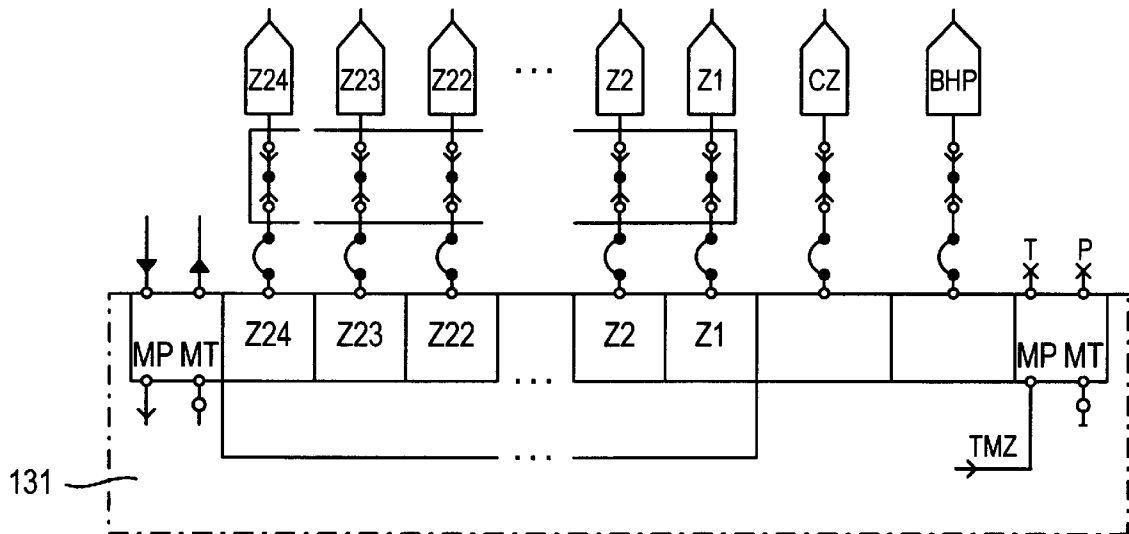 Z24 Z23 Z22 ... Z2 Z1 CZ BHP
T P
Z24 Z23 Z22 Z2 Z1
MP MT ... MP MT
TMZ
131 ...